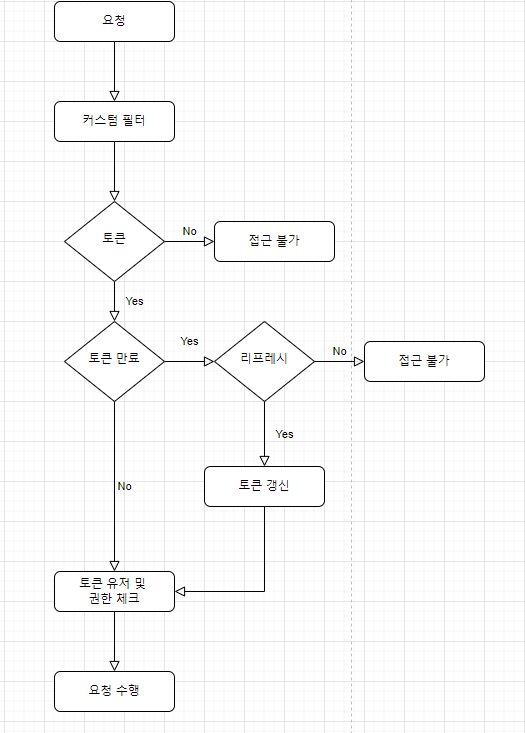 요청
커스텀 필터
토큰
No
접근 불가
Yes
토큰 만료
Yes
리프레시
No
접근 불가
Yes
토큰 갱신
No
토큰 유저 및
권한 체크
요청 수행